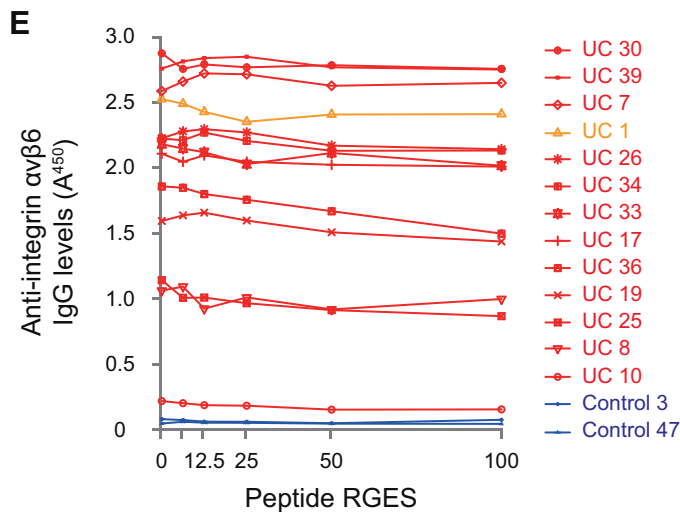 E
Anti-integrin αvβ6
IgG levels (A⁴⁵⁰)
3.0
2.5
2.0
1.5
1.0
0.5
0
0 12.5 25 50 100
Peptide RGES
UC 30
UC 39
UC 7
UC 1
UC 26
UC 34
UC 33
UC 17
UC 36
UC 19
UC 25
UC 8
UC 10
Control 3
Control 47